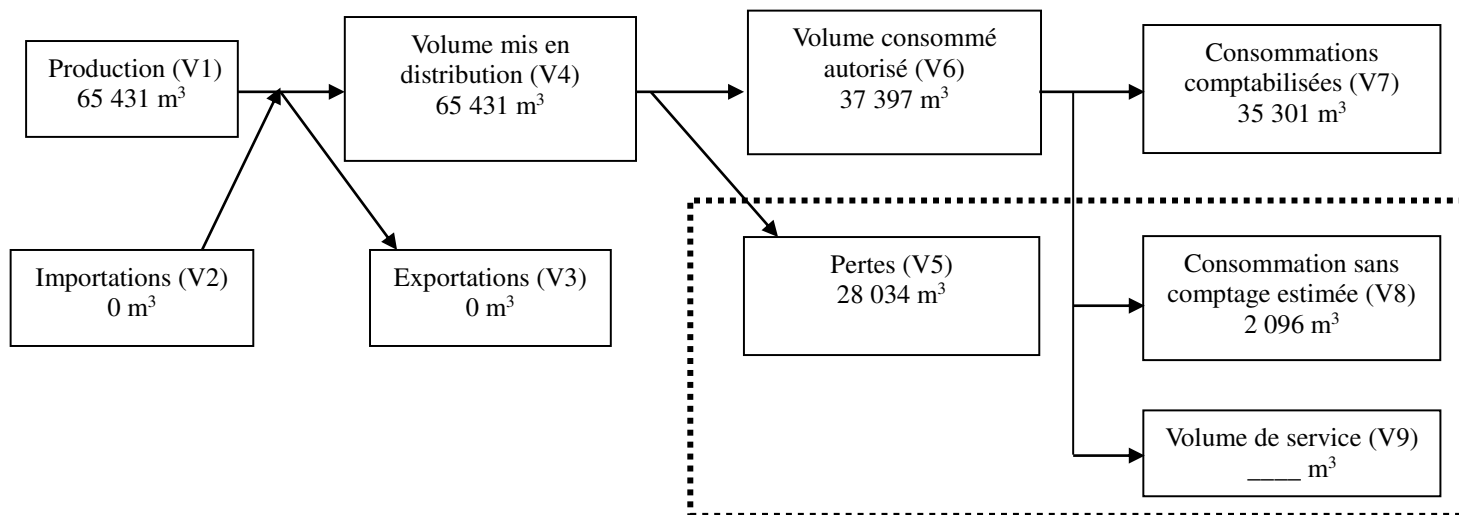 Production (V1)
65 431 m³
Volume mis en
distribution (V4)
65 431 m³
Volume consommé
autorisé (V6)
37 397 m³
Consommations
comptabilisées (V7)
35 301 m³
Importations (V2)
0 m³
Exportations (V3)
0 m³
Pertes (V5)
28 034 m³
Consommation sans
comptage estimée (V8)
2 096 m³
Volume de service (V9)
____ m³